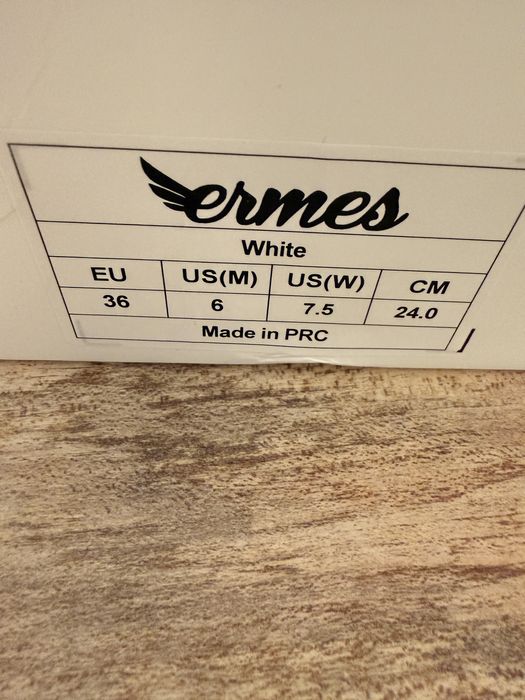 ermes
White
EU US(M) US(W) CM
36 6 7.5 24.0
Made in PRC